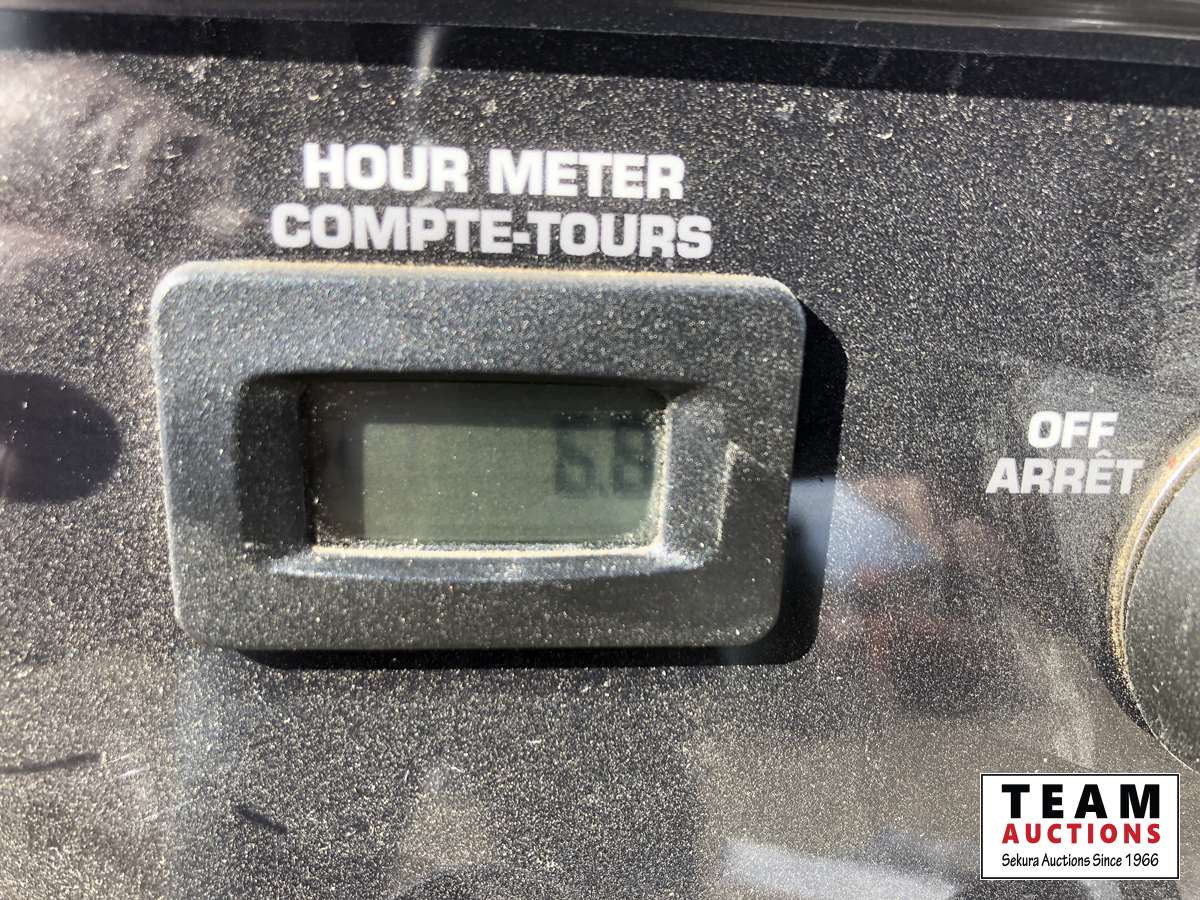 HOUR METER
COMPTE-TOURS
6.8
OFF
ARRÊT
TEAM
AUCTIONS
Sekura Auctions Since 1966